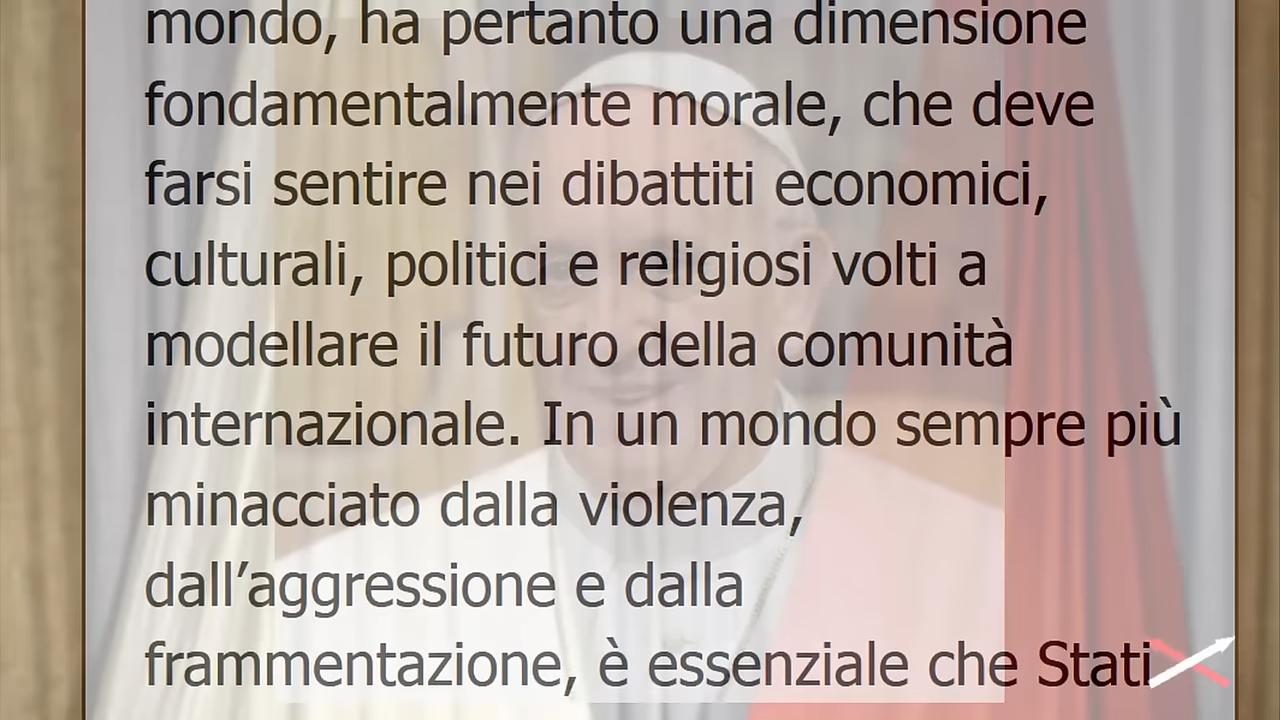 mondo, ha pertanto una dimensione
fondamentalmente morale, che deve
farsi sentire nei dibattiti economici,
culturali, politici e religiosi volti a
modellare il futuro della comunità
internazionale. In un mondo sempre più
minacciato dalla violenza,
dall’aggressione e dalla
frammentazione, è essenziale che Stati